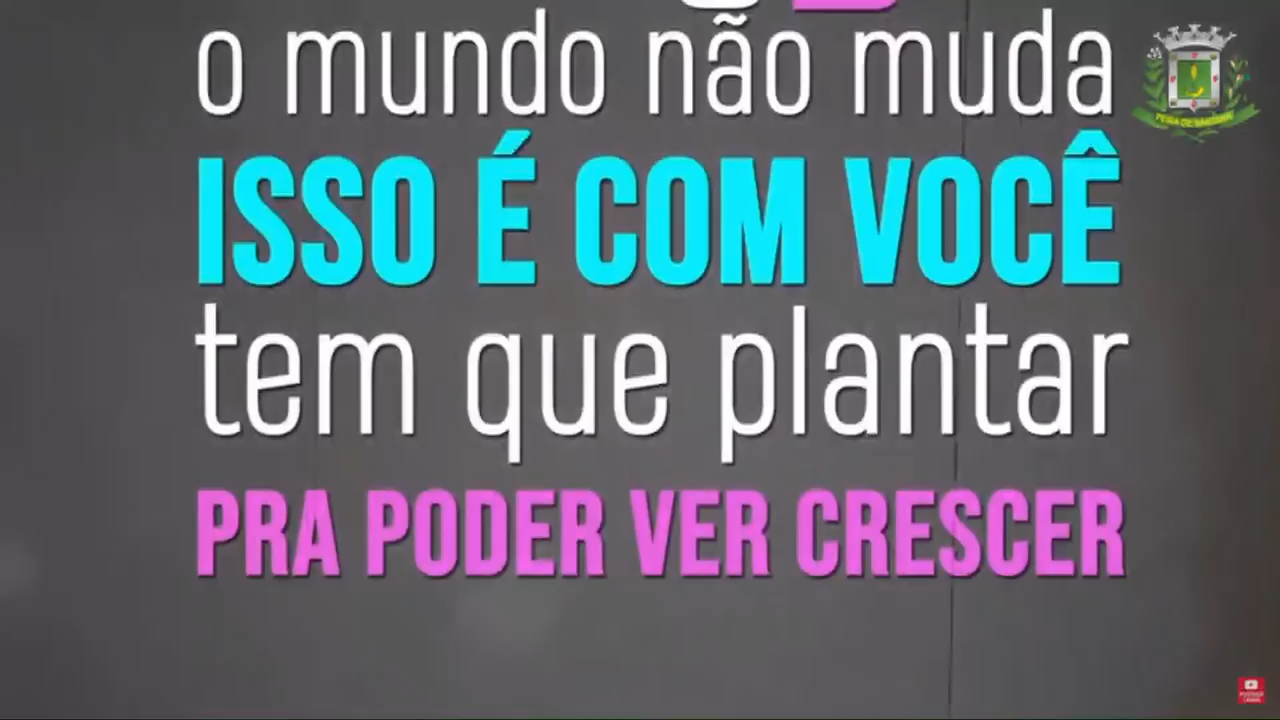 o mundo não muda
ISSO É COM VOCÊ
tem que plantar
PRA PODER VER CRESCER